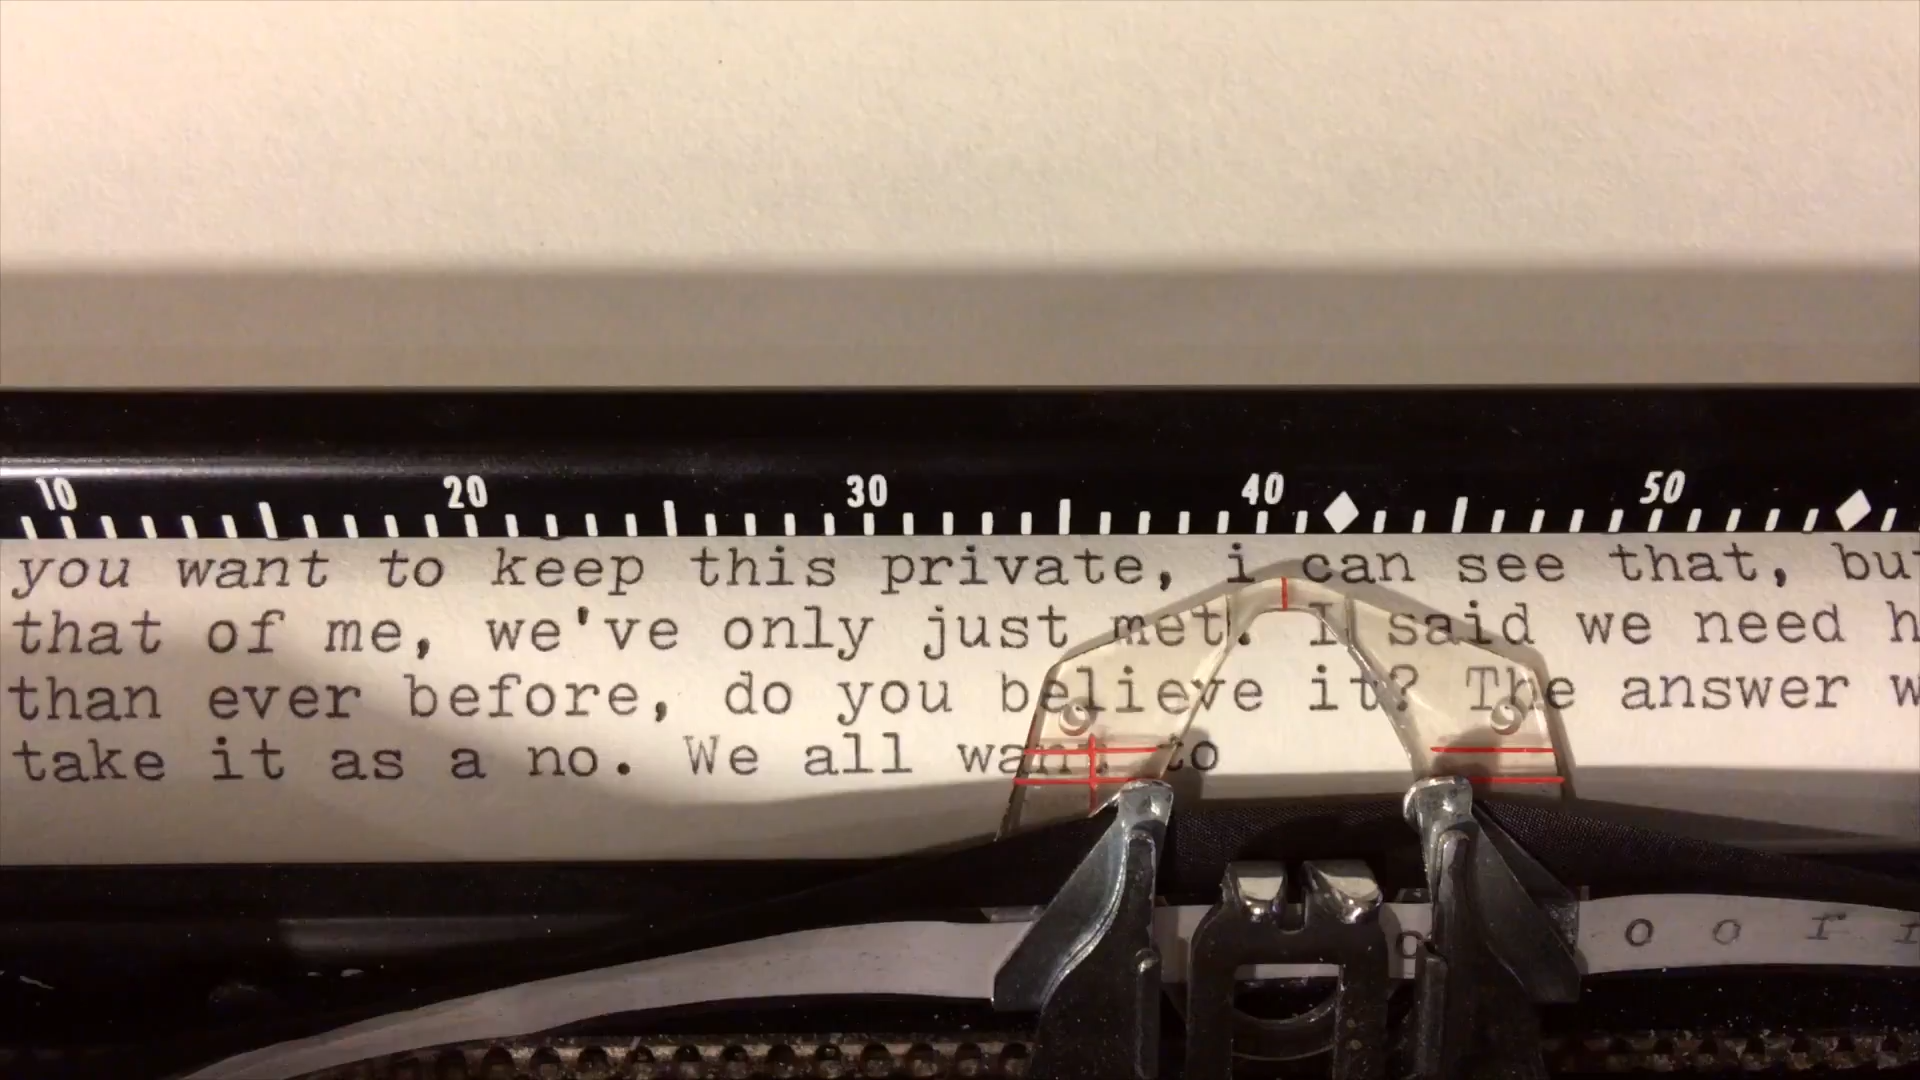 10 20 30 40 50
you want to keep this private, i can see that, but
that of me, we've only just met. I said we need h
than ever before, do you believe it? The answer w
take it as a no. We all want to
o o o r r